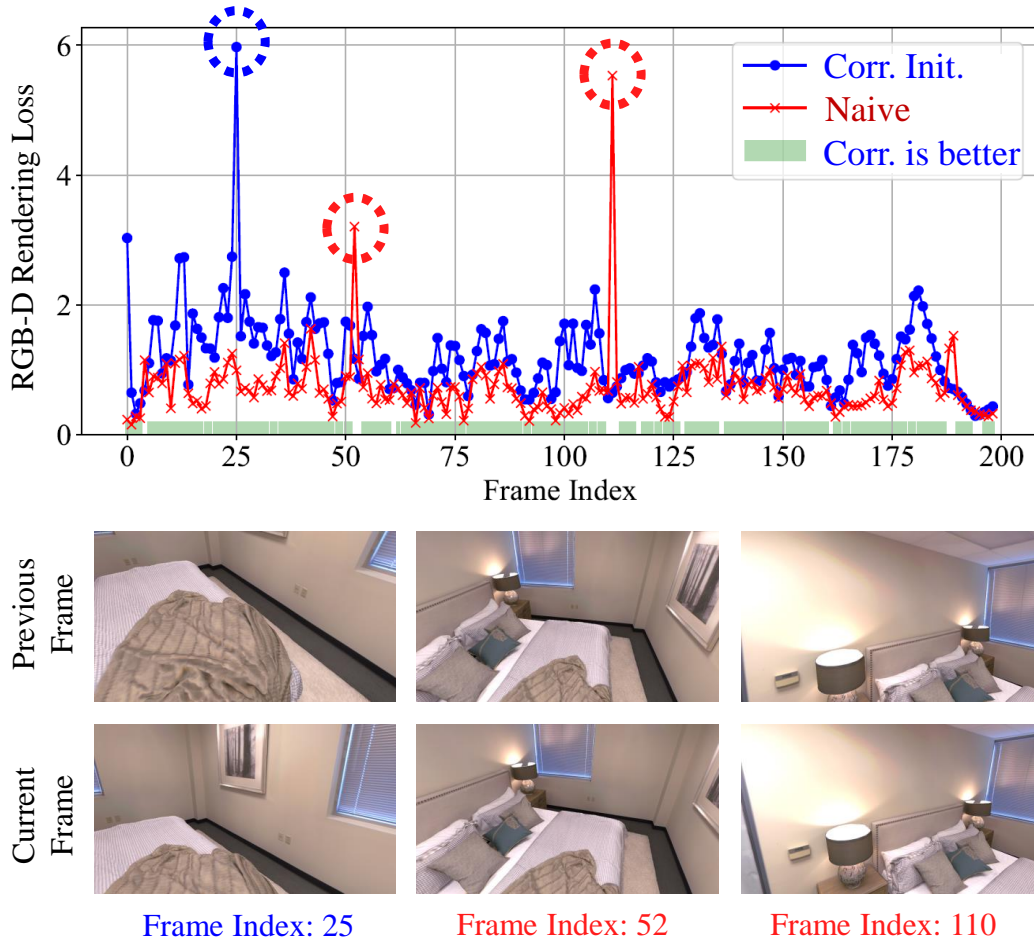 RGB-D Rendering Loss
6
4
2
0
Corr. Init.
Naive
Corr. is better
0 25 50 75 100 125 150 175 200
Frame Index
Previous
Frame
Current
Frame
Frame Index: 25 Frame Index: 52 Frame Index: 110